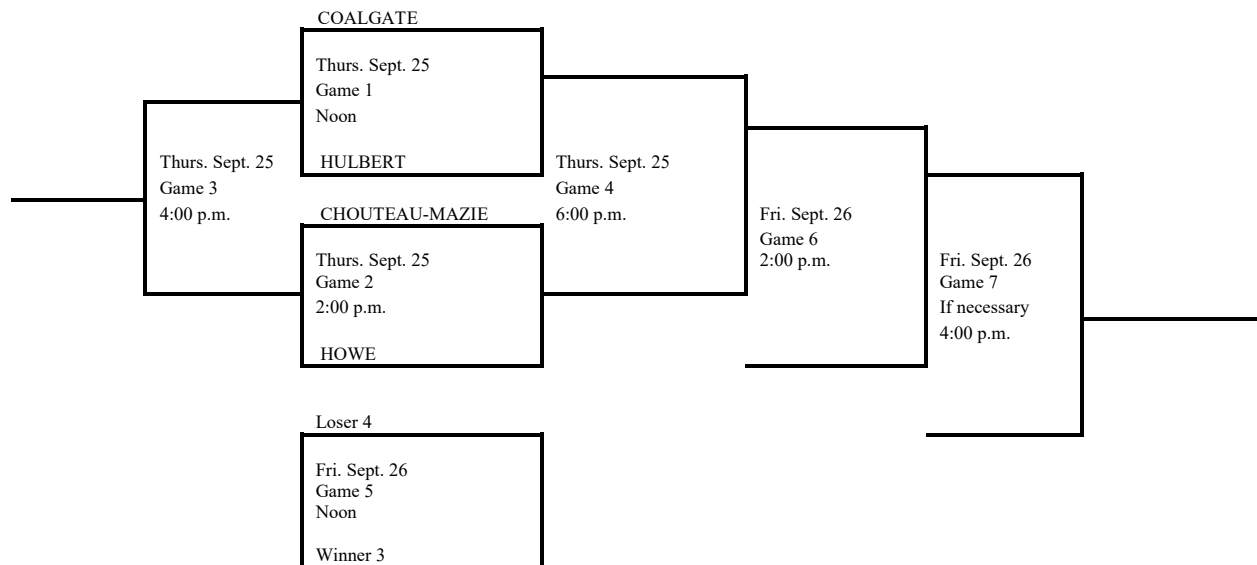 COALGATE
Thurs. Sept. 25
Game 1
Noon
HULBERT
Thurs. Sept. 25
Game 3
4:00 p.m.
Thurs. Sept. 25
Game 4
6:00 p.m.
CHOUTEAU-MAZIE
Thurs. Sept. 25
Game 2
2:00 p.m.
HOWE
Fri. Sept. 26
Game 6
2:00 p.m.
Fri. Sept. 26
Game 7
If necessary
4:00 p.m.
Loser 4
Fri. Sept. 26
Game 5
Noon
Winner 3